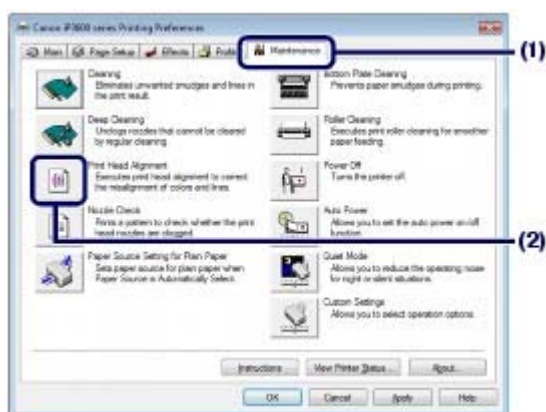 Canon iP3600 series Printing Preferences
Main Page Setup Effects Profiles Maintenance
(1)
Cleaning
Eliminates unwanted smudges and lines in
the print result.
Bottom Plate Cleaning
Prevents paper smudges during printing.
Deep Cleaning
Unclogs nozzles that cannot be cleared
by regular cleaning.
Roller Cleaning
Executes print roller cleaning for smoother
paper feeding.
Print Head Alignment
Executes print head alignment to correct
the misalignment of colors and lines.
Power Off
Turns the printer off.
Nozzle Check
Prints a pattern to check whether the print
head nozzles are clogged.
Auto Power
Allows you to set the auto power on/off
function.
(2)
Paper Source Setting for Plain Paper
Sets paper source for plain paper when
Paper Source is Automatically Select.
Quiet Mode
Allows you to reduce the operating noise
for night or silent situations.
Custom Settings
Allows you to select operation options.
Instructions View Printer Status... About...
OK Cancel Apply Help